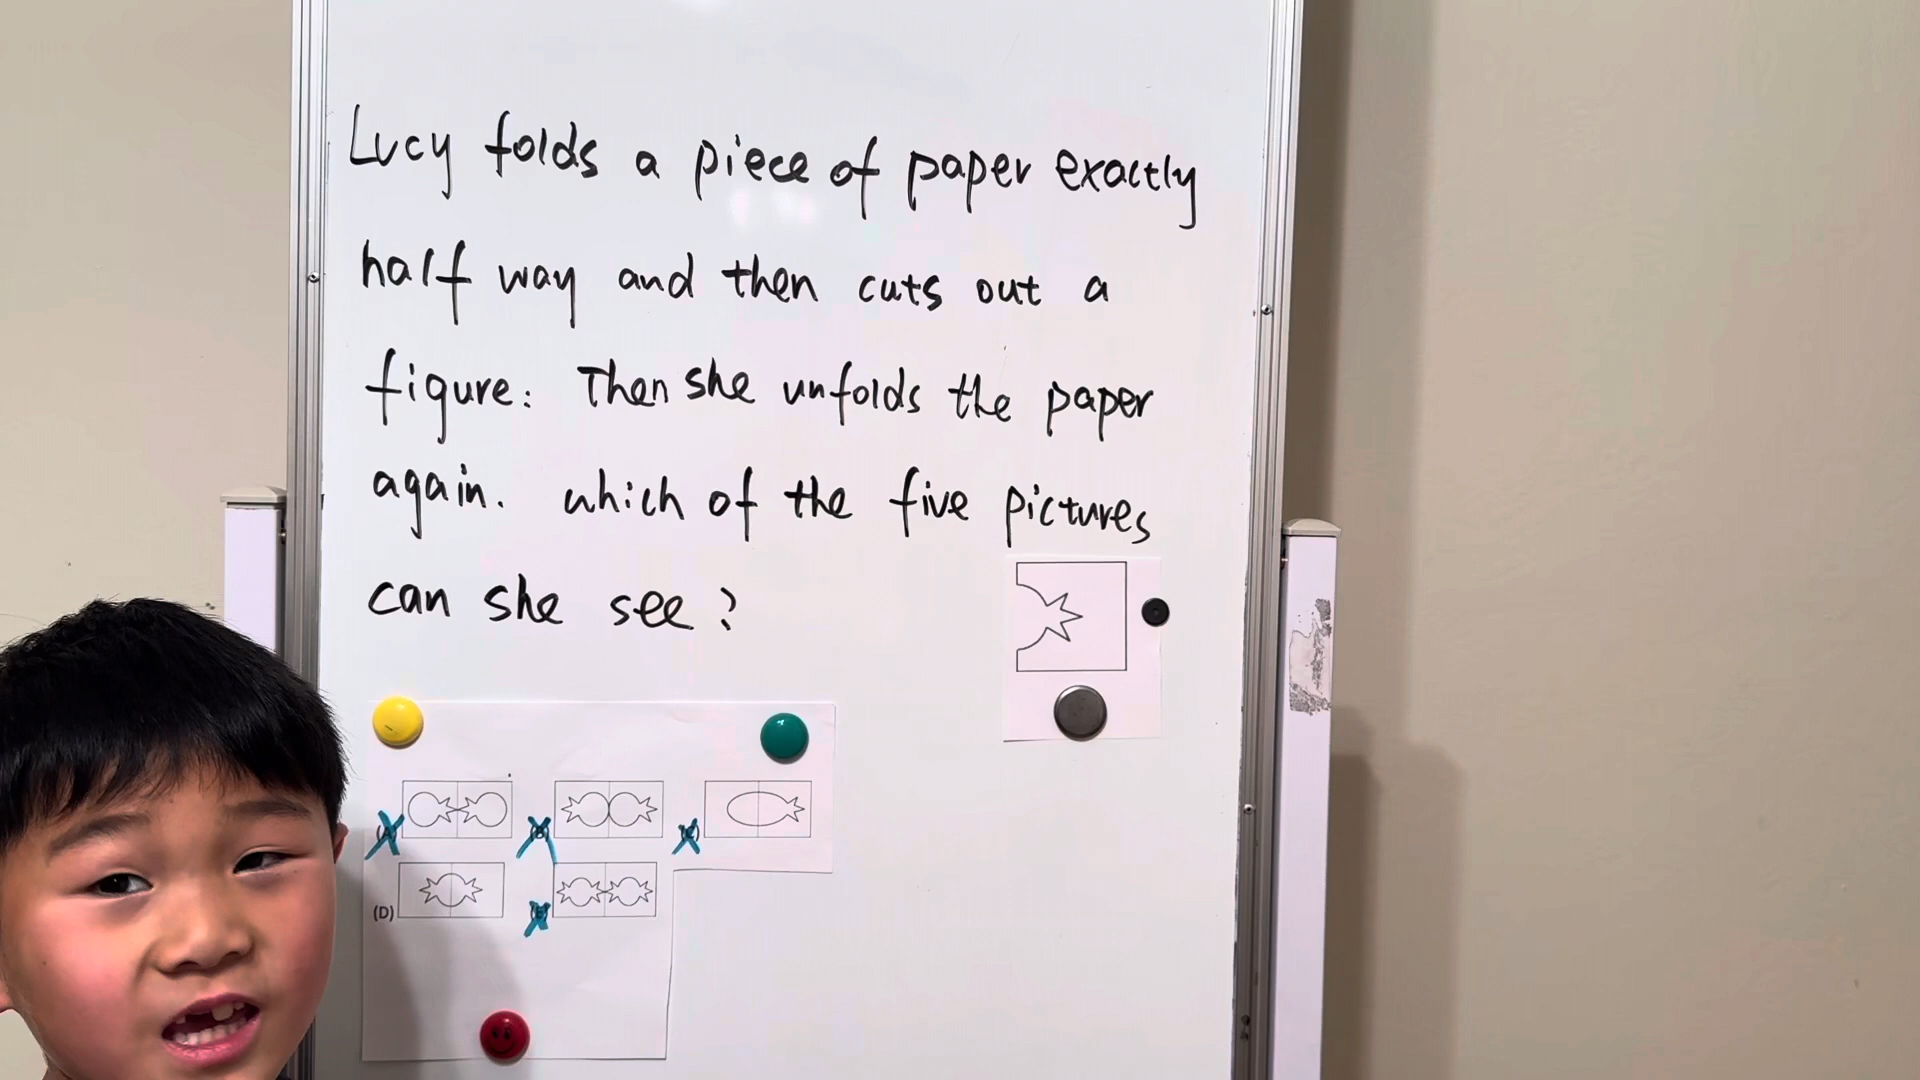 Lucy folds a piece of paper exactly
half way and then cuts out a
figure: Then she unfolds the paper
again. which of the five pictures
can she see?
(A) (B) (C)
(D) (E)